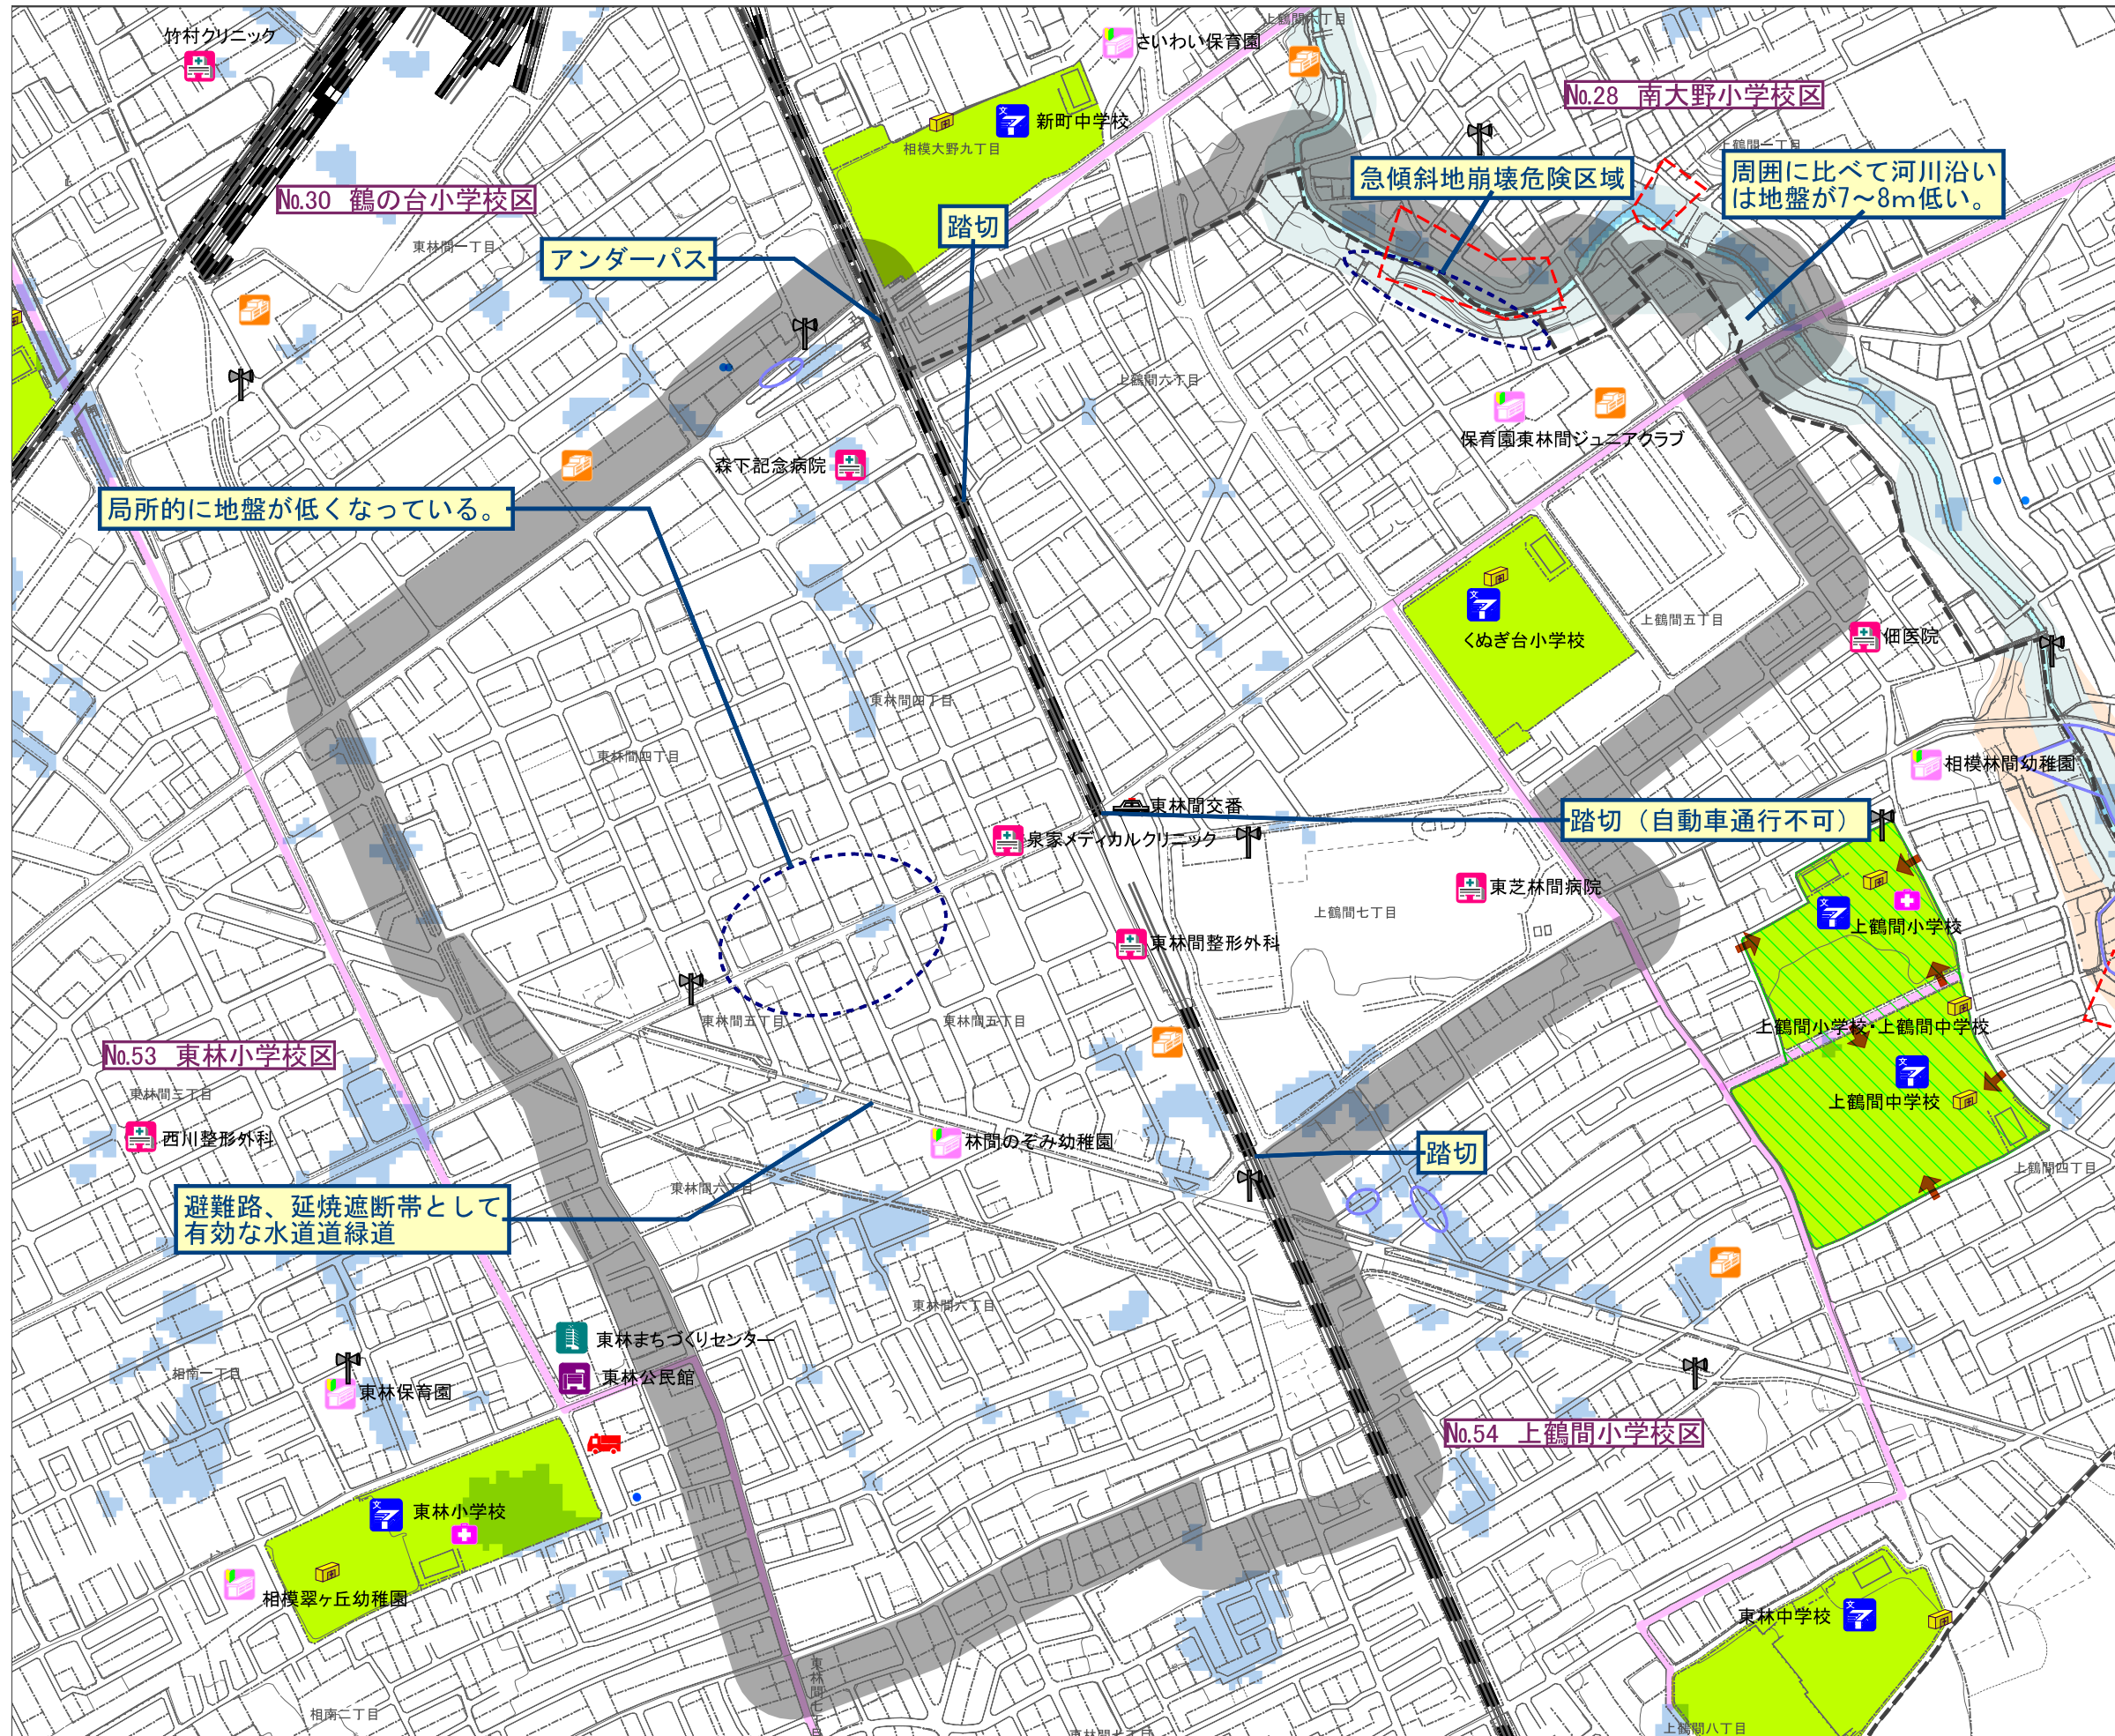 竹村クリニック
さいわい保育園
上鶴間六丁目
新町中学校
相模大野九丁目
No.28 南大野小学校区
上鶴間一丁目
急傾斜地崩壊危険区域
周囲に比べて河川沿い
は地盤が7～8m低い。
No.30 鶴の台小学校区
東林間一丁目
踏切
アンダーパス
上鶴間六丁目
保育園東林間ジュニアクラブ
森下記念病院
局所的に地盤が低くなっている。
くぬぎ台小学校
上鶴間五丁目
佃医院
東林間四丁目
東林間四丁目
相模林間幼稚園
東林間交番
踏切（自動車通行不可）
泉家メディカルクリニック
東芝林間病院
上鶴間七丁目
上鶴間小学校
東林間整形外科
東林間五丁目
東林間五丁目
上鶴間小学校・上鶴間中学校
No.53 東林小学校区
東林間三丁目
上鶴間中学校
西川整形外科
林間のぞみ幼稚園
踏切
上鶴間四丁目
東林間六丁目
避難路、延焼遮断帯として
有効な水道道緑道
東林間六丁目
東林まちづくりセンター
相南一丁目
東林公民館
東林保育園
No.54 上鶴間小学校区
東林小学校
相模翠ヶ丘幼稚園
東林中学校
東林間七丁目
相南二丁目
上鶴間八丁目
東林間七丁目